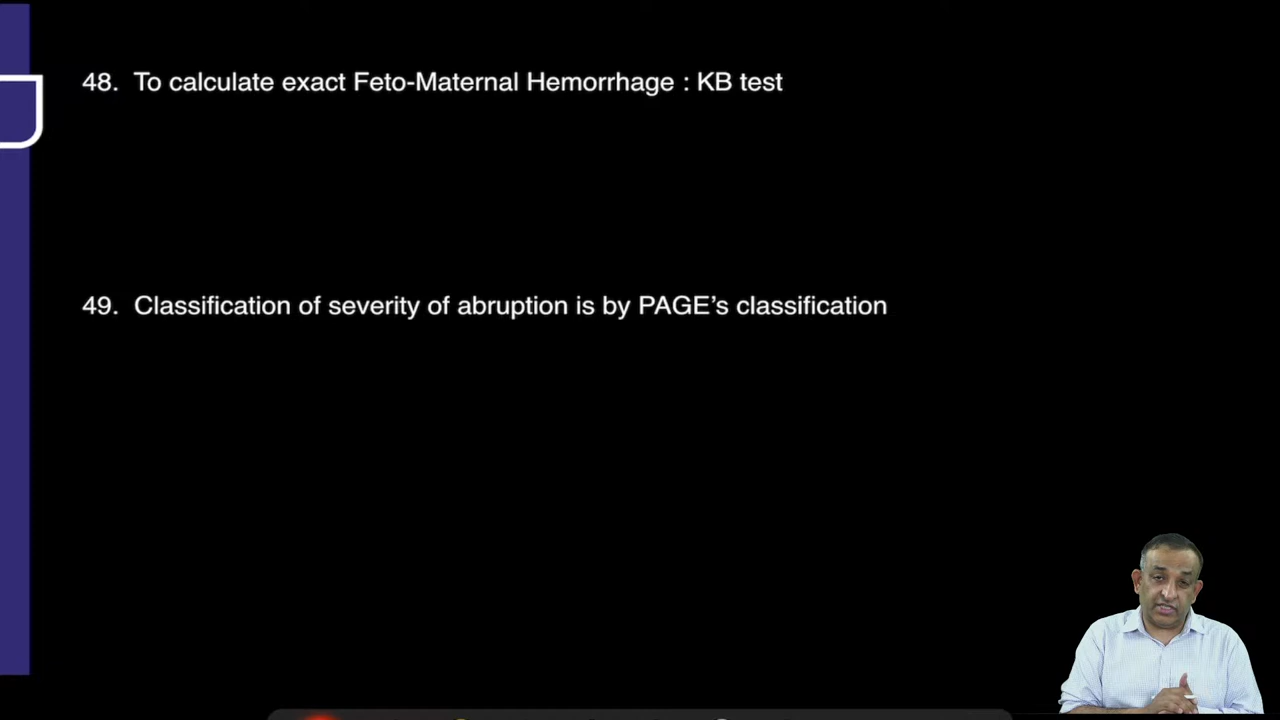 48. To calculate exact Feto-Maternal Hemorrhage : KB test
49. Classification of severity of abruption is by PAGE’s classification